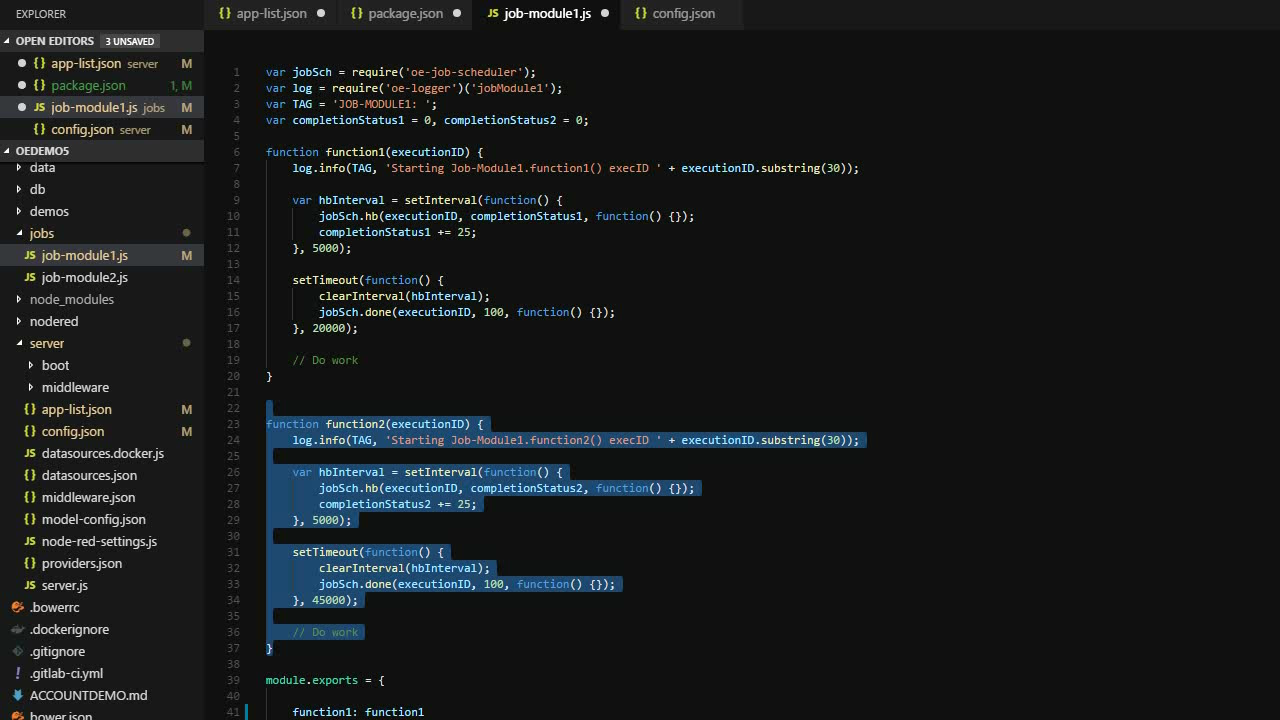 EXPLORER
OPEN EDITORS 3 UNSAVED
{} app-list.json server M
{} package.json 1, M
JS job-module1.js jobs M
{} config.json server M
OEDEMO5
data
db
demos
jobs
JS job-module1.js M
JS job-module2.js
node_modules
nodered
server
boot
middleware
{} app-list.json M
{} config.json M
JS datasources.docker.js
{} datasources.json
{} middleware.json
{} model-config.json
JS node-red-settings.js
{} providers.json
JS server.js
.bowerrc
.dockerignore
.gitignore
! .gitlab-ci.yml
ACCOUNTDEMO.md
bower.json
{} app-list.json
{} package.json
JS job-module1.js
{} config.json
1 var jobSch = require('oe-job-scheduler');
2 var log = require('oe-logger')('jobModule1');
3 var TAG = 'JOB-MODULE1: ';
4 var completionStatus1 = 0, completionStatus2 = 0;
5
6 function function1(executionID) {
7 log.info(TAG, 'Starting Job-Module1.function1() execID ' + executionID.substring(30));
8
9 var hbInterval = setInterval(function() {
10 jobSch.hb(executionID, completionStatus1, function() {});
11 completionStatus1 += 25;
12 }, 5000);
13
14 setTimeout(function() {
15 clearInterval(hbInterval);
16 jobSch.done(executionID, 100, function() {});
17 }, 20000);
18
19 // Do work
20 }
21
22
23 function function2(executionID) {
24 log.info(TAG, 'Starting Job-Module1.function2() execID ' + executionID.substring(30));
25
26 var hbInterval = setInterval(function() {
27 jobSch.hb(executionID, completionStatus2, function() {});
28 completionStatus2 += 25;
29 }, 5000);
30
31 setTimeout(function() {
32 clearInterval(hbInterval);
33 jobSch.done(executionID, 100, function() {});
34 }, 45000);
35
36 // Do work
37 }
38
39 module.exports = {
40
41 function1: function1